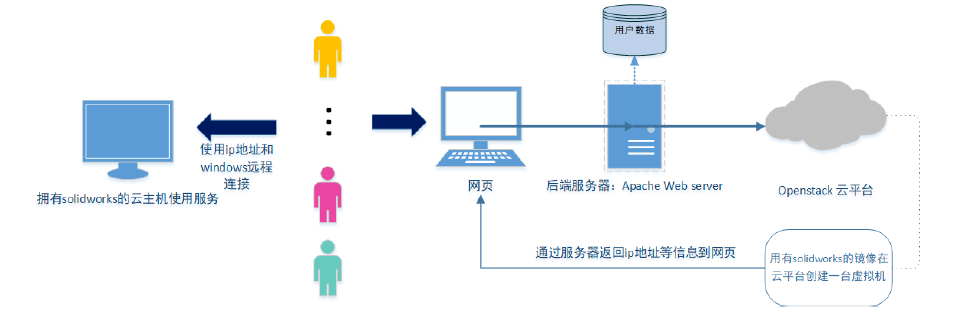 用户数据
使用ip地址和
windows远程
连接
拥有solidworks的云主机使用服务
网页
后端服务器：Apache Web server
Openstack 云平台
通过服务器返回ip地址等信息到网页
用有solidworks的镜像在
云平台创建一台虚拟机